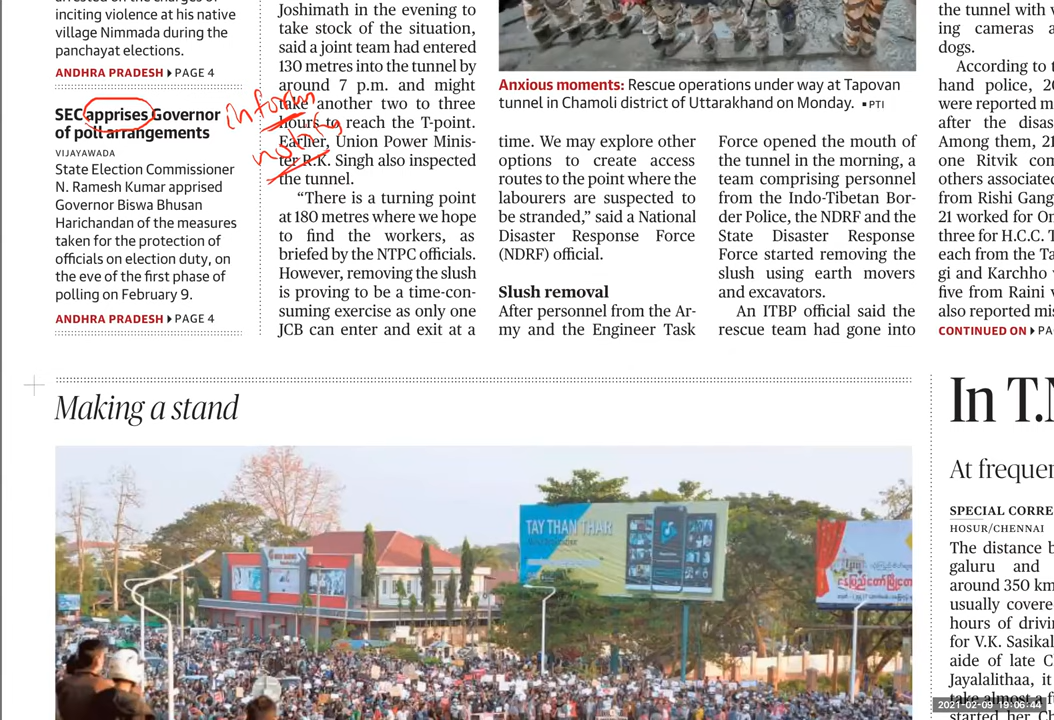 arrested on the charges of
inciting violence at his native
village Nimmada during the
panchayat elections.
ANDHRA PRADESH PAGE 4
SEC apprises Governor
of poll arrangements
VIJAYAWADA
State Election Commissioner
N. Ramesh Kumar apprised
Governor Biswa Bhusan
Harichandan of the measures
taken for the protection of
officials on election duty, on
the eve of the first phase of
polling on February 9.
ANDHRA PRADESH PAGE 4
inform
notify
Joshimath in the evening to
take stock of the situation,
said a joint team had entered
130 metres into the tunnel by
around 7 p.m. and might
take another two to three
hours to reach the T-point.
Earlier, Union Power Minis-
ter R.K. Singh also inspected
the tunnel.
“There is a turning point
at 180 metres where we hope
to find the workers, as
briefed by the NTPC officials.
However, removing the slush
is proving to be a time-con-
suming exercise as only one
JCB can enter and exit at a
Anxious moments: Rescue operations under way at Tapovan
tunnel in Chamoli district of Uttarakhand on Monday. ▪ PTI
time. We may explore other
options to create access
routes to the point where the
labourers are suspected to
be stranded,” said a National
Disaster Response Force
(NDRF) official.
Slush removal
After personnel from the Ar-
my and the Engineer Task
Force opened the mouth of
the tunnel in the morning, a
team comprising personnel
from the Indo-Tibetan Bor-
der Police, the NDRF and the
State Disaster Response
Force started removing the
slush using earth movers
and excavators.
An ITBP official said the
rescue team had gone into
the tunnel with
ing cameras
dogs.
According to
hand police,
were reported
after the
Among them,
one Ritvik
others associated
from Rishi
21 worked for
three for H.C.C.
each from the
gi and Karchho
five from Raini
also reported
CONTINUED ON
Making a stand
TAY THAN THAR
In
At
SPECIAL
HOSUR/CHENNAI
The distance
galuru and
around 350
usually
hours of
for V.K.
aide of late
Jayalalithaa, it
take almost a
started her
2021-02-09 19:06:44